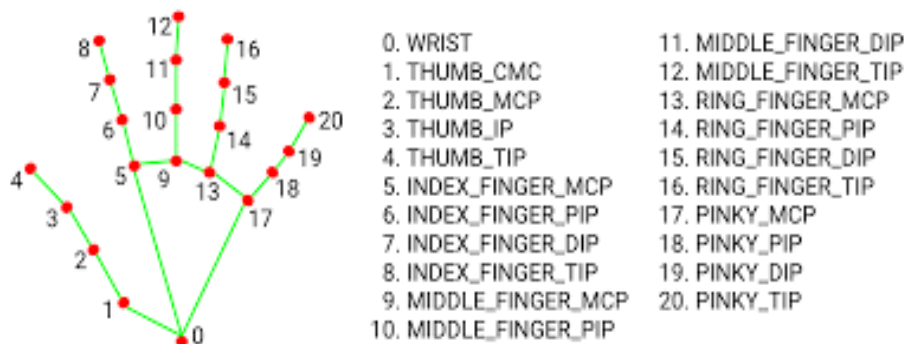 12
8
16
11
7
15
10
6
14
20
4
5
9
13
19
18
3
17
2
1
0
0. WRIST
1. THUMB_CMC
2. THUMB_MCP
3. THUMB_IP
4. THUMB_TIP
5. INDEX_FINGER_MCP
6. INDEX_FINGER_PIP
7. INDEX_FINGER_DIP
8. INDEX_FINGER_TIP
9. MIDDLE_FINGER_MCP
10. MIDDLE_FINGER_PIP
11. MIDDLE_FINGER_DIP
12. MIDDLE_FINGER_TIP
13. RING_FINGER_MCP
14. RING_FINGER_PIP
15. RING_FINGER_DIP
16. RING_FINGER_TIP
17. PINKY_MCP
18. PINKY_PIP
19. PINKY_DIP
20. PINKY_TIP